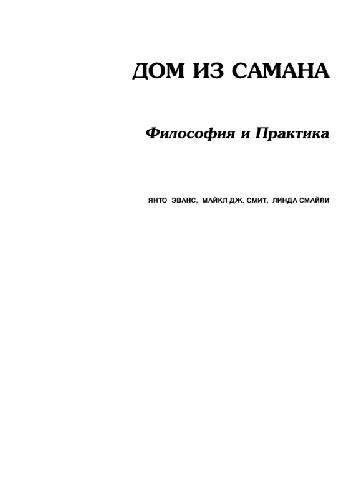 ДОМ ИЗ САМАНА
Философия и Практика
ЯНТО ЭВАНС, МАЙКЛ ДЖ. СМИТ, ЛИНДА СМАЙЛИ